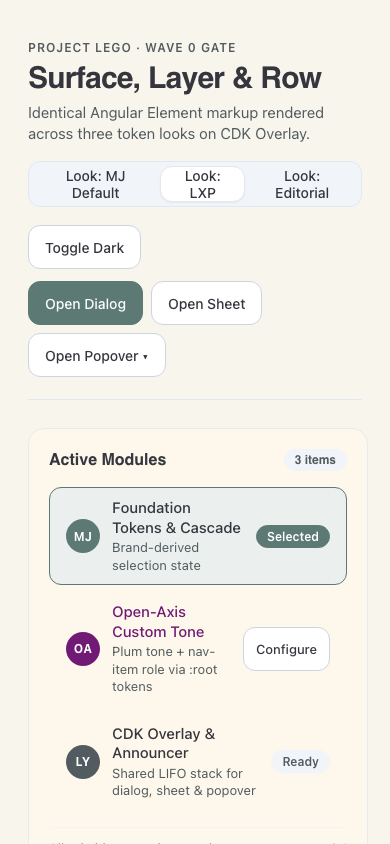 PROJECT LEGO · WAVE 0 GATE
Surface, Layer & Row
Identical Angular Element markup rendered
across three token looks on CDK Overlay.
Look: MJ
Default
Look:
LXP
Look:
Editorial
Toggle Dark
Open Dialog
Open Sheet
Open Popover ▾
Active Modules
3 items
MJ
Foundation
Tokens & Cascade
Brand-derived
selection state
Selected
OA
Open-Axis
Custom Tone
Plum tone + nav-
item role via :root
tokens
Configure
LY
CDK Overlay &
Announcer
Shared LIFO stack for
dialog, sheet & popover
Ready